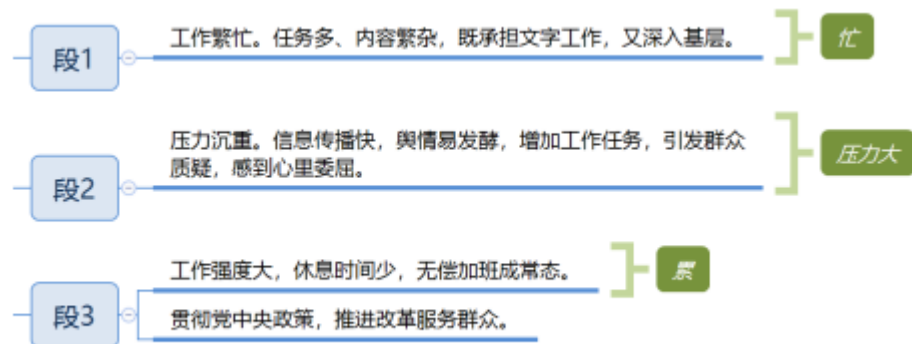 段1
工作繁忙。任务多、内容繁杂，既承担文字工作，又深入基层。
忙
段2
压力沉重。信息传播快，舆情易发酵，增加工作任务，引发群众
质疑，感到心里委屈。
压力大
段3
工作强度大，休息时间少，无偿加班成常态。
累
贯彻党中央政策，推进改革服务群众。